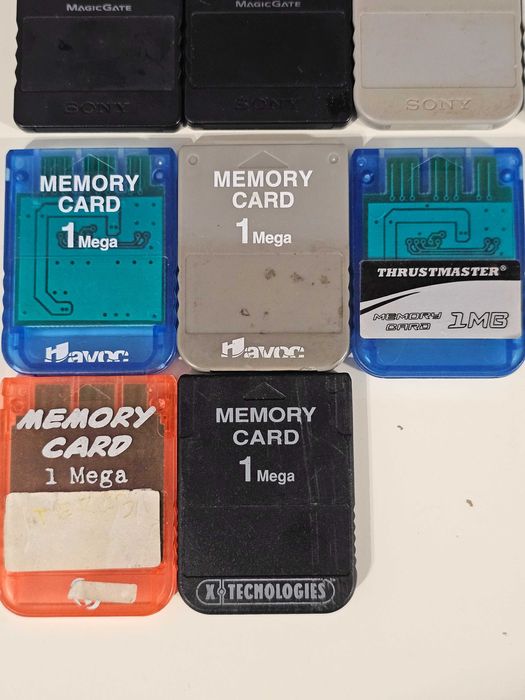 MAGICGATE
MAGICGATE
SONY
SONY
SONY
MEMORY
CARD
1 Mega
Havoc
MEMORY
CARD
1 Mega
Havoc
THRUSTMASTER®
MEMORY
CARD
1MB
MEMORY
CARD
1 Mega
MEMORY
CARD
1 Mega
X TECNOLOGIES